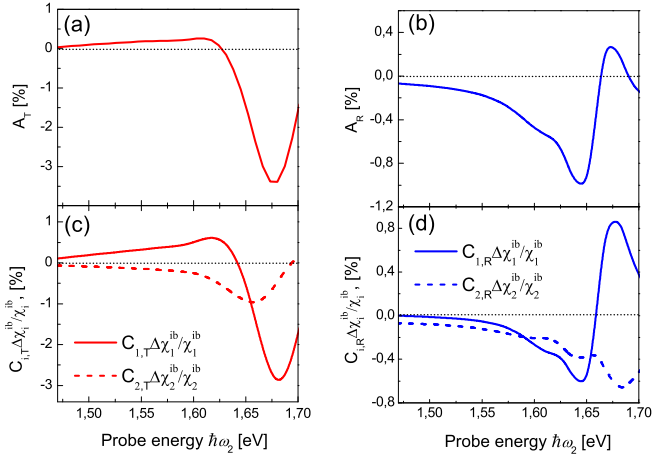 (a)
1
0
-1
-2
-3
A_T [%]
(b)
0,4
0,0
-0,4
-0,8
-1,2
A_R [%]
(c)
1
0
-1
-2
-3
C_{i,T}Δχ_i^{ib}/χ_i^{ib}, [%]
C_{1,T}Δχ_1^{ib}/χ_1^{ib}
C_{2,T}Δχ_2^{ib}/χ_2^{ib}
1,50 1,55 1,60 1,65 1,70
Probe energy ℏω_2 [eV]
(d)
0,8
0,4
0,0
-0,4
-0,8
C_{i,R}Δχ_i^{ib}/χ_i^{ib}, [%]
C_{1,R}Δχ_1^{ib}/χ_1^{ib}
C_{2,R}Δχ_2^{ib}/χ_2^{ib}
1,50 1,55 1,60 1,65 1,70
Probe energy ℏω_2 [eV]